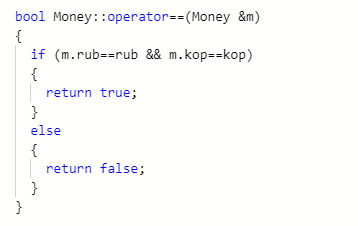 bool Money::operator==(Money &m)
{
if (m.rub==rub && m.kop==kop)
{
return true;
}
else
{
return false;
}
}